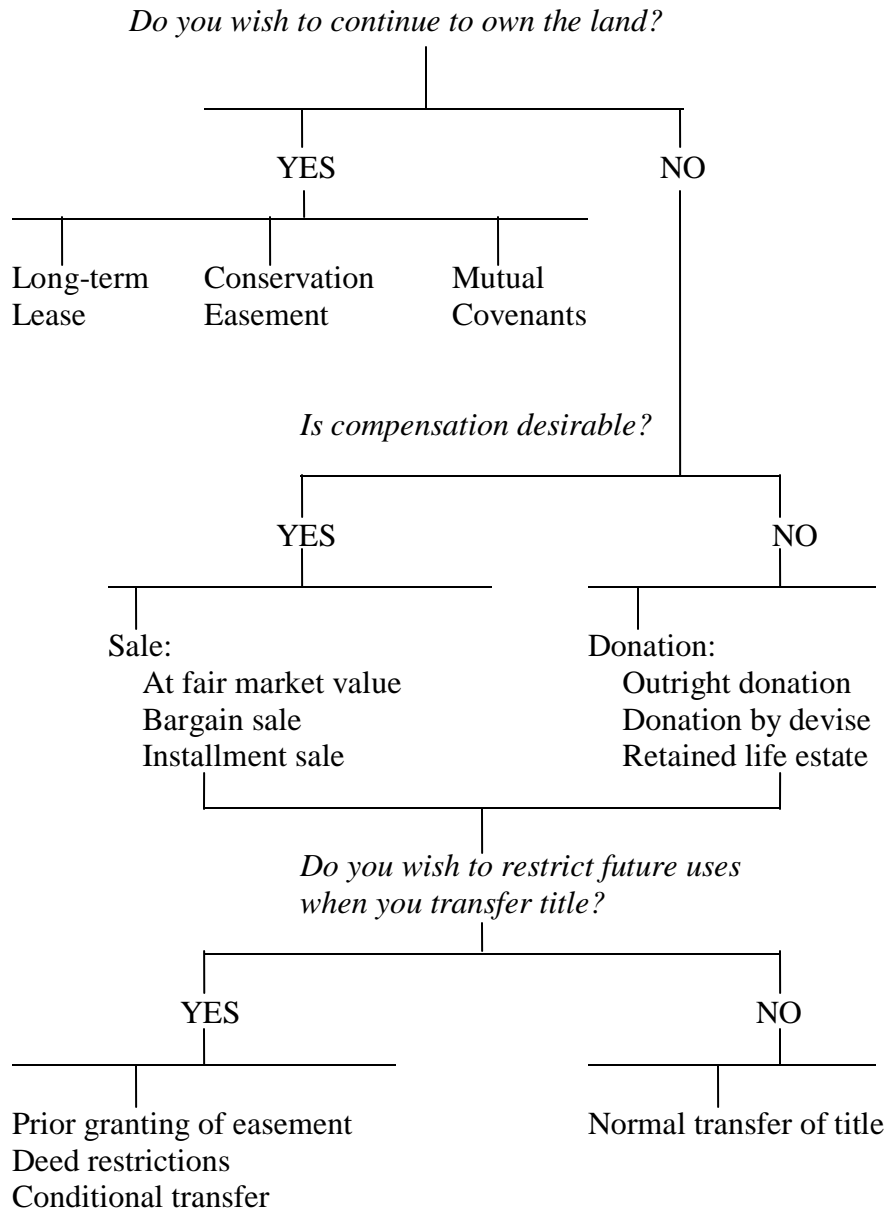 Do you wish to continue to own the land?
YES NO
Long-term Conservation Mutual
Lease Easement Covenants
Is compensation desirable?
YES NO
Sale: Donation:
At fair market value Outright donation
Bargain sale Donation by devise
Installment sale Retained life estate
Do you wish to restrict future uses
when you transfer title?
YES NO
Prior granting of easement Normal transfer of title
Deed restrictions
Conditional transfer